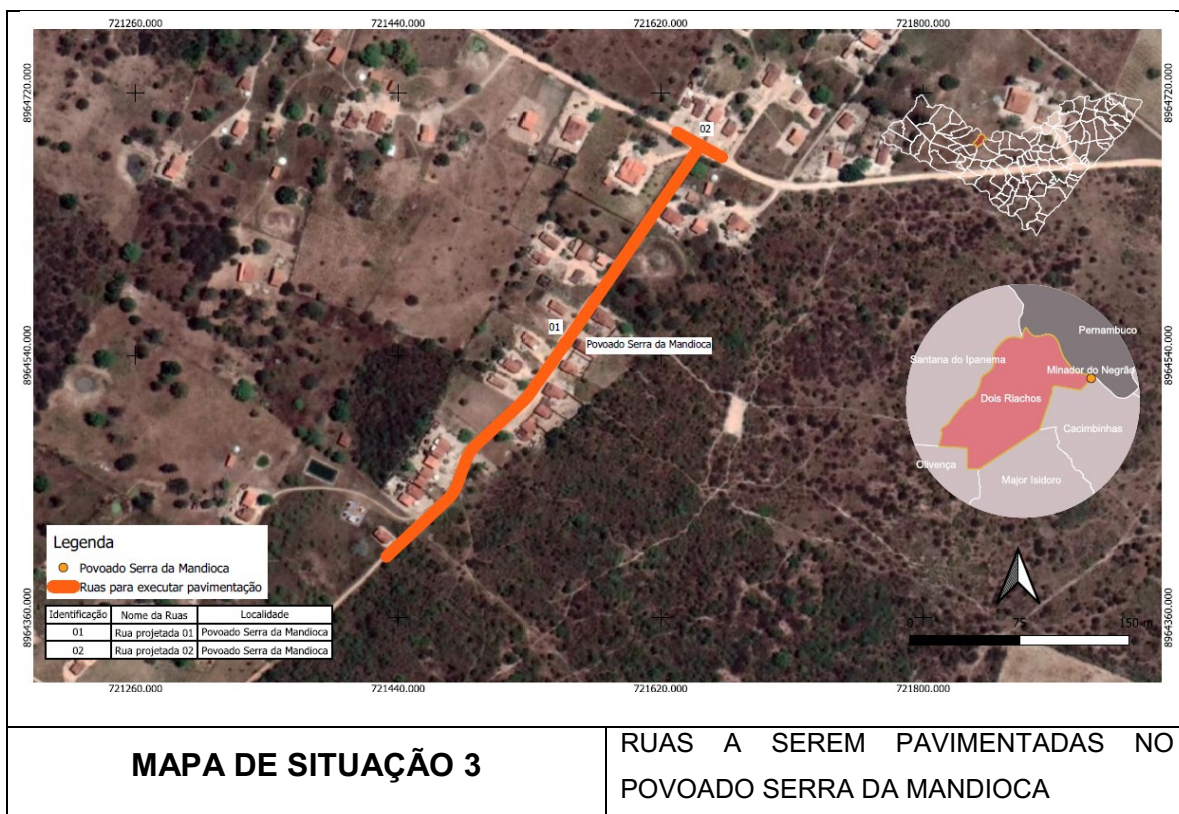 721260.000 721440.000 721620.000 721800.000
8964720.000
8964720.000
02
Pernambuco
8964540.000
8964540.000
01
Povoado Serra da Mandioca
Santana do Ipanema
Minador do Negrão
Dois Riachos
Cacimbinhas
Olivença
Major Isidoro
Legenda
Povoado Serra da Mandioca
Ruas para executar pavimentação
Identificação Nome da Ruas Localidade
01 Rua projetada 01 Povoado Serra da Mandioca
02 Rua projetada 02 Povoado Serra da Mandioca
8964360.000
8964360.000
0 75 150 m
721260.000 721440.000 721620.000 721800.000
MAPA DE SITUAÇÃO 3
RUAS A SEREM PAVIMENTADAS NO
POVOADO SERRA DA MANDIOCA